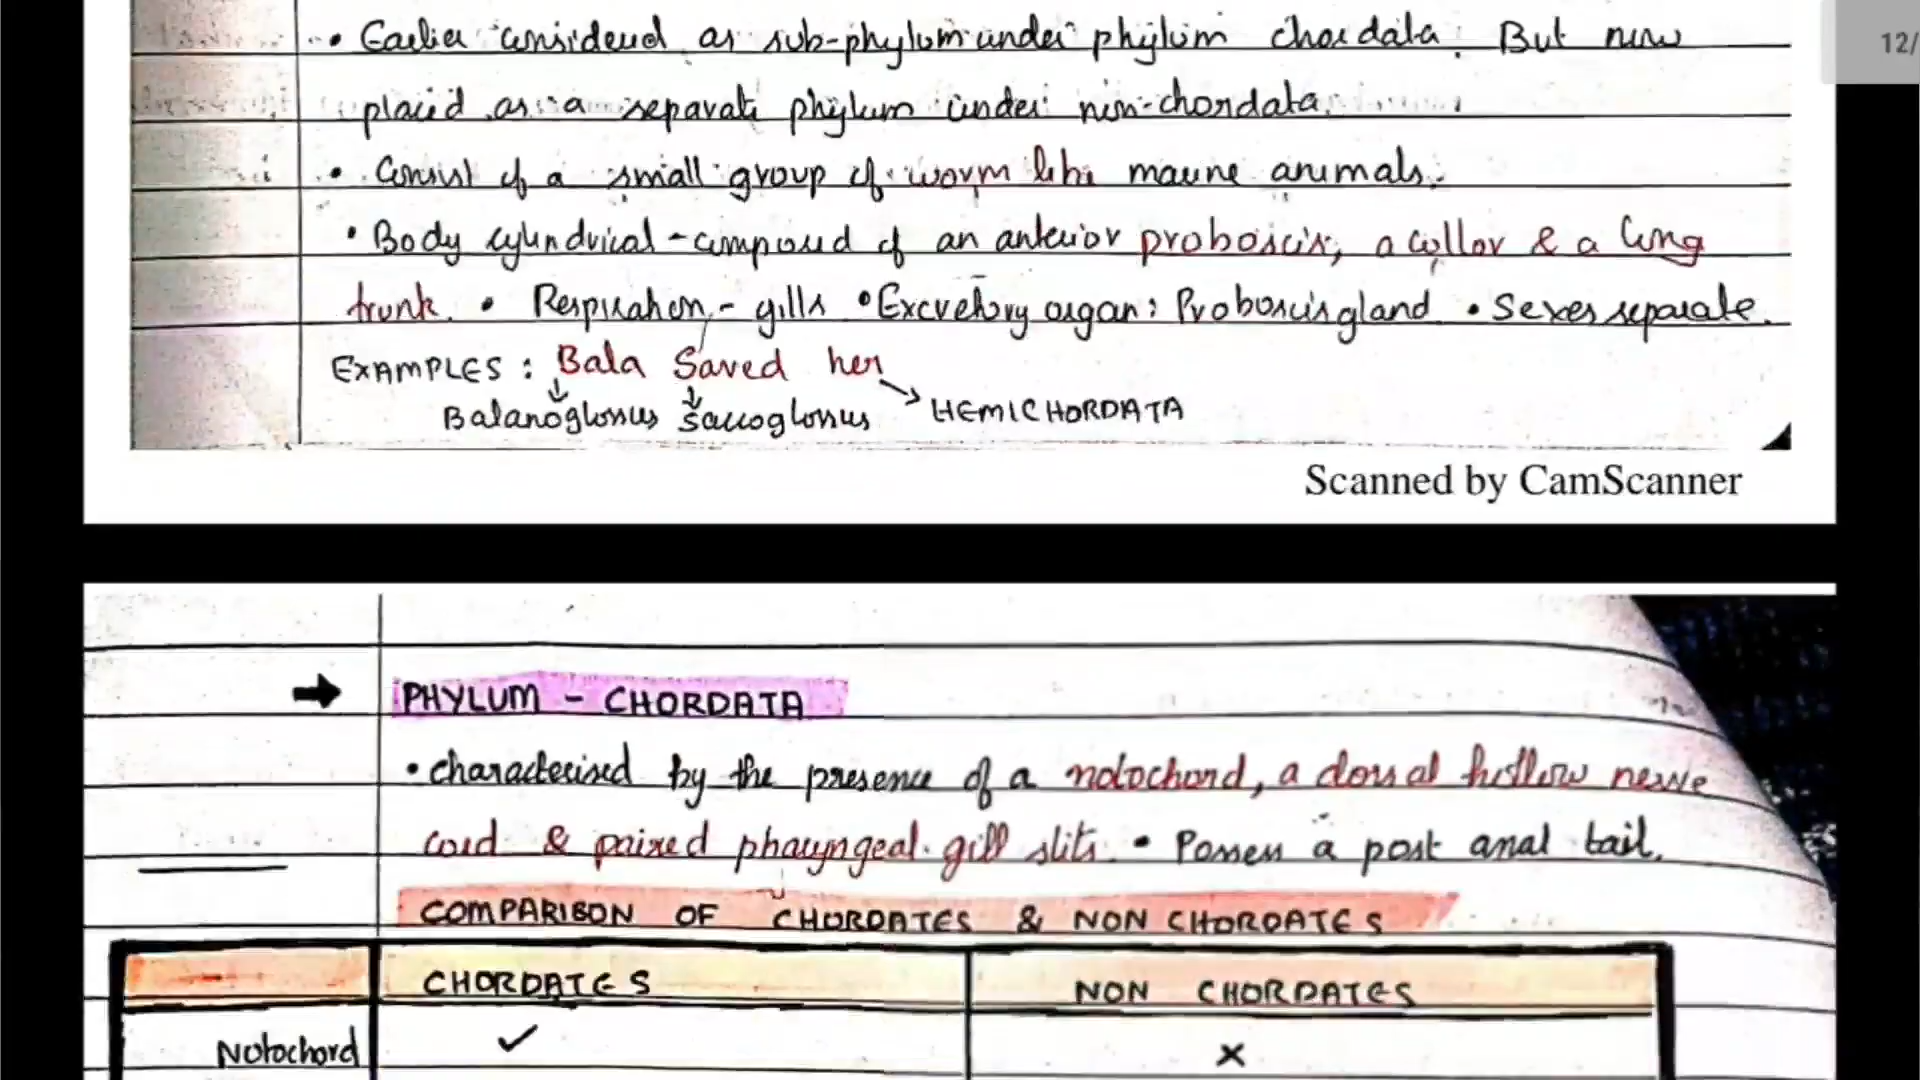 • Earlier considered as sub-phylum under phylum chordata. But now
placed as a separate phylum under non-chordata.
• Consist of a small group of worm like marine animals.
• Body cylindrical - composed of an anterior proboscis, a collar & a long
trunk. • Respiration - gills • Excretory organ: Proboscis gland • Sexes separate.
EXAMPLES : Bala Saved her
Balanoglossus Saccoglossus HEMICHORDATA
Scanned by CamScanner
12/
PHYLUM - CHORDATA
• characterised by the presence of a notochord, a dorsal hollow nerve
cord & paired pharyngeal gill slits. • Possess a post anal tail.
COMPARISON OF CHORDATES & NON CHORDATES
CHORDATES NON CHORDATES
Notochord ✓ ×